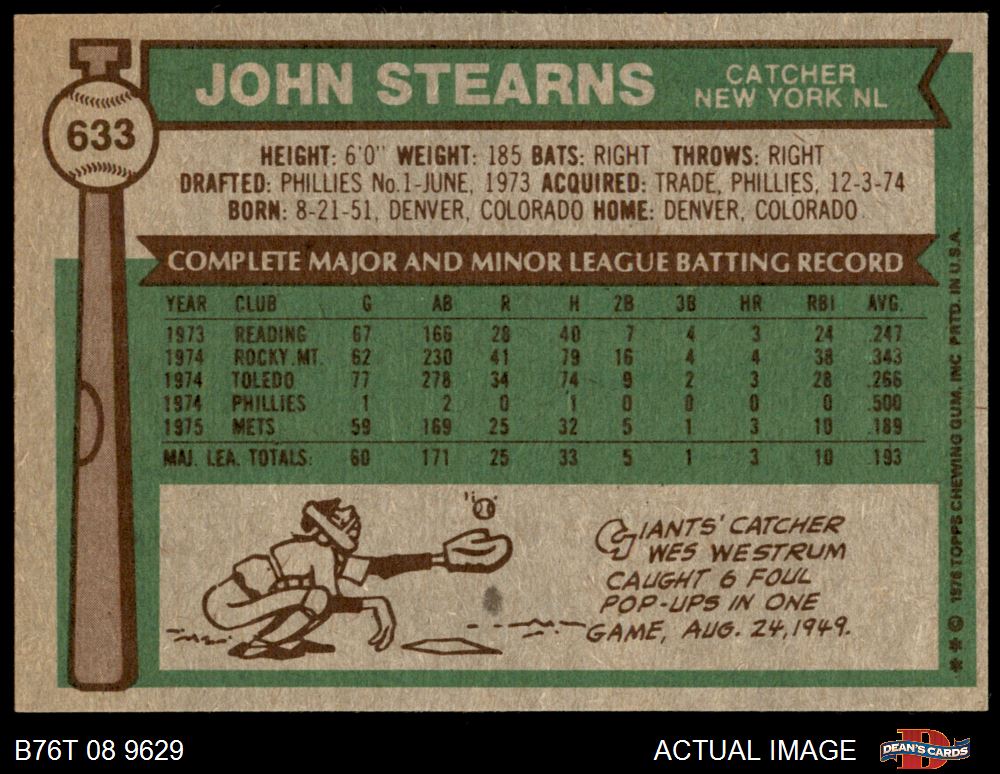 JOHN STEARNS
CATCHER
NEW YORK NL
633
HEIGHT: 6'0" WEIGHT: 185 BATS: RIGHT THROWS: RIGHT
DRAFTED: PHILLIES No.1-JUNE, 1973 ACQUIRED: TRADE, PHILLIES, 12-3-74
BORN: 8-21-51, DENVER, COLORADO HOME: DENVER, COLORADO
COMPLETE MAJOR AND MINOR LEAGUE BATTING RECORD
YEAR CLUB G AB R H 2B 3B HR RBI AVG.
1973 READING 67 166 28 40 7 4 3 24 .247
1974 ROCKY MT. 62 230 41 79 16 4 4 38 .343
1974 TOLEDO 77 278 34 74 9 2 3 28 .266
1974 PHILLIES 1 2 0 1 0 0 0 0 .500
1975 METS 59 169 25 32 5 1 3 10 .189
MAJ. LEA. TOTALS: 60 171 25 33 5 1 3 10 .193
GIANTS' CATCHER
WES WESTRUM
CAUGHT 6 FOUL
POP-UPS IN ONE
GAME, AUG. 24, 1949.
** © 1976 TOPPS CHEWING GUM, INC. PRTD. IN U.S.A.
B76T 08 9629
ACTUAL IMAGE
DEAN'S CARDS